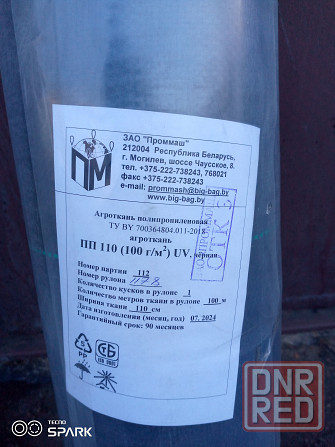 ЗАО "Проммаш"
212004 Республика Беларусь,
г. Могилев, шоссе Чаусское, 8.
тел. +375-222-738243, 768021
факс +375-222-738243
e-mail: prommash@big-bag.by
www.big-bag.by
ПМ
Агроткань полипропиленовая
ТУ BY 700364804.011-2018
агроткань
ПП 110 (100 г/м²) UV. чёрная
Номер партии 112
Номер рулона
Количество кусков в рулоне 1
Количество метров ткани в рулоне 100 м
Ширина ткани 110 см
Дата изготовления (месяц, год) 07. 2024
Гарантийный срок: 90 месяцев
5
PP
TECNO
SPARK
DNR
RED